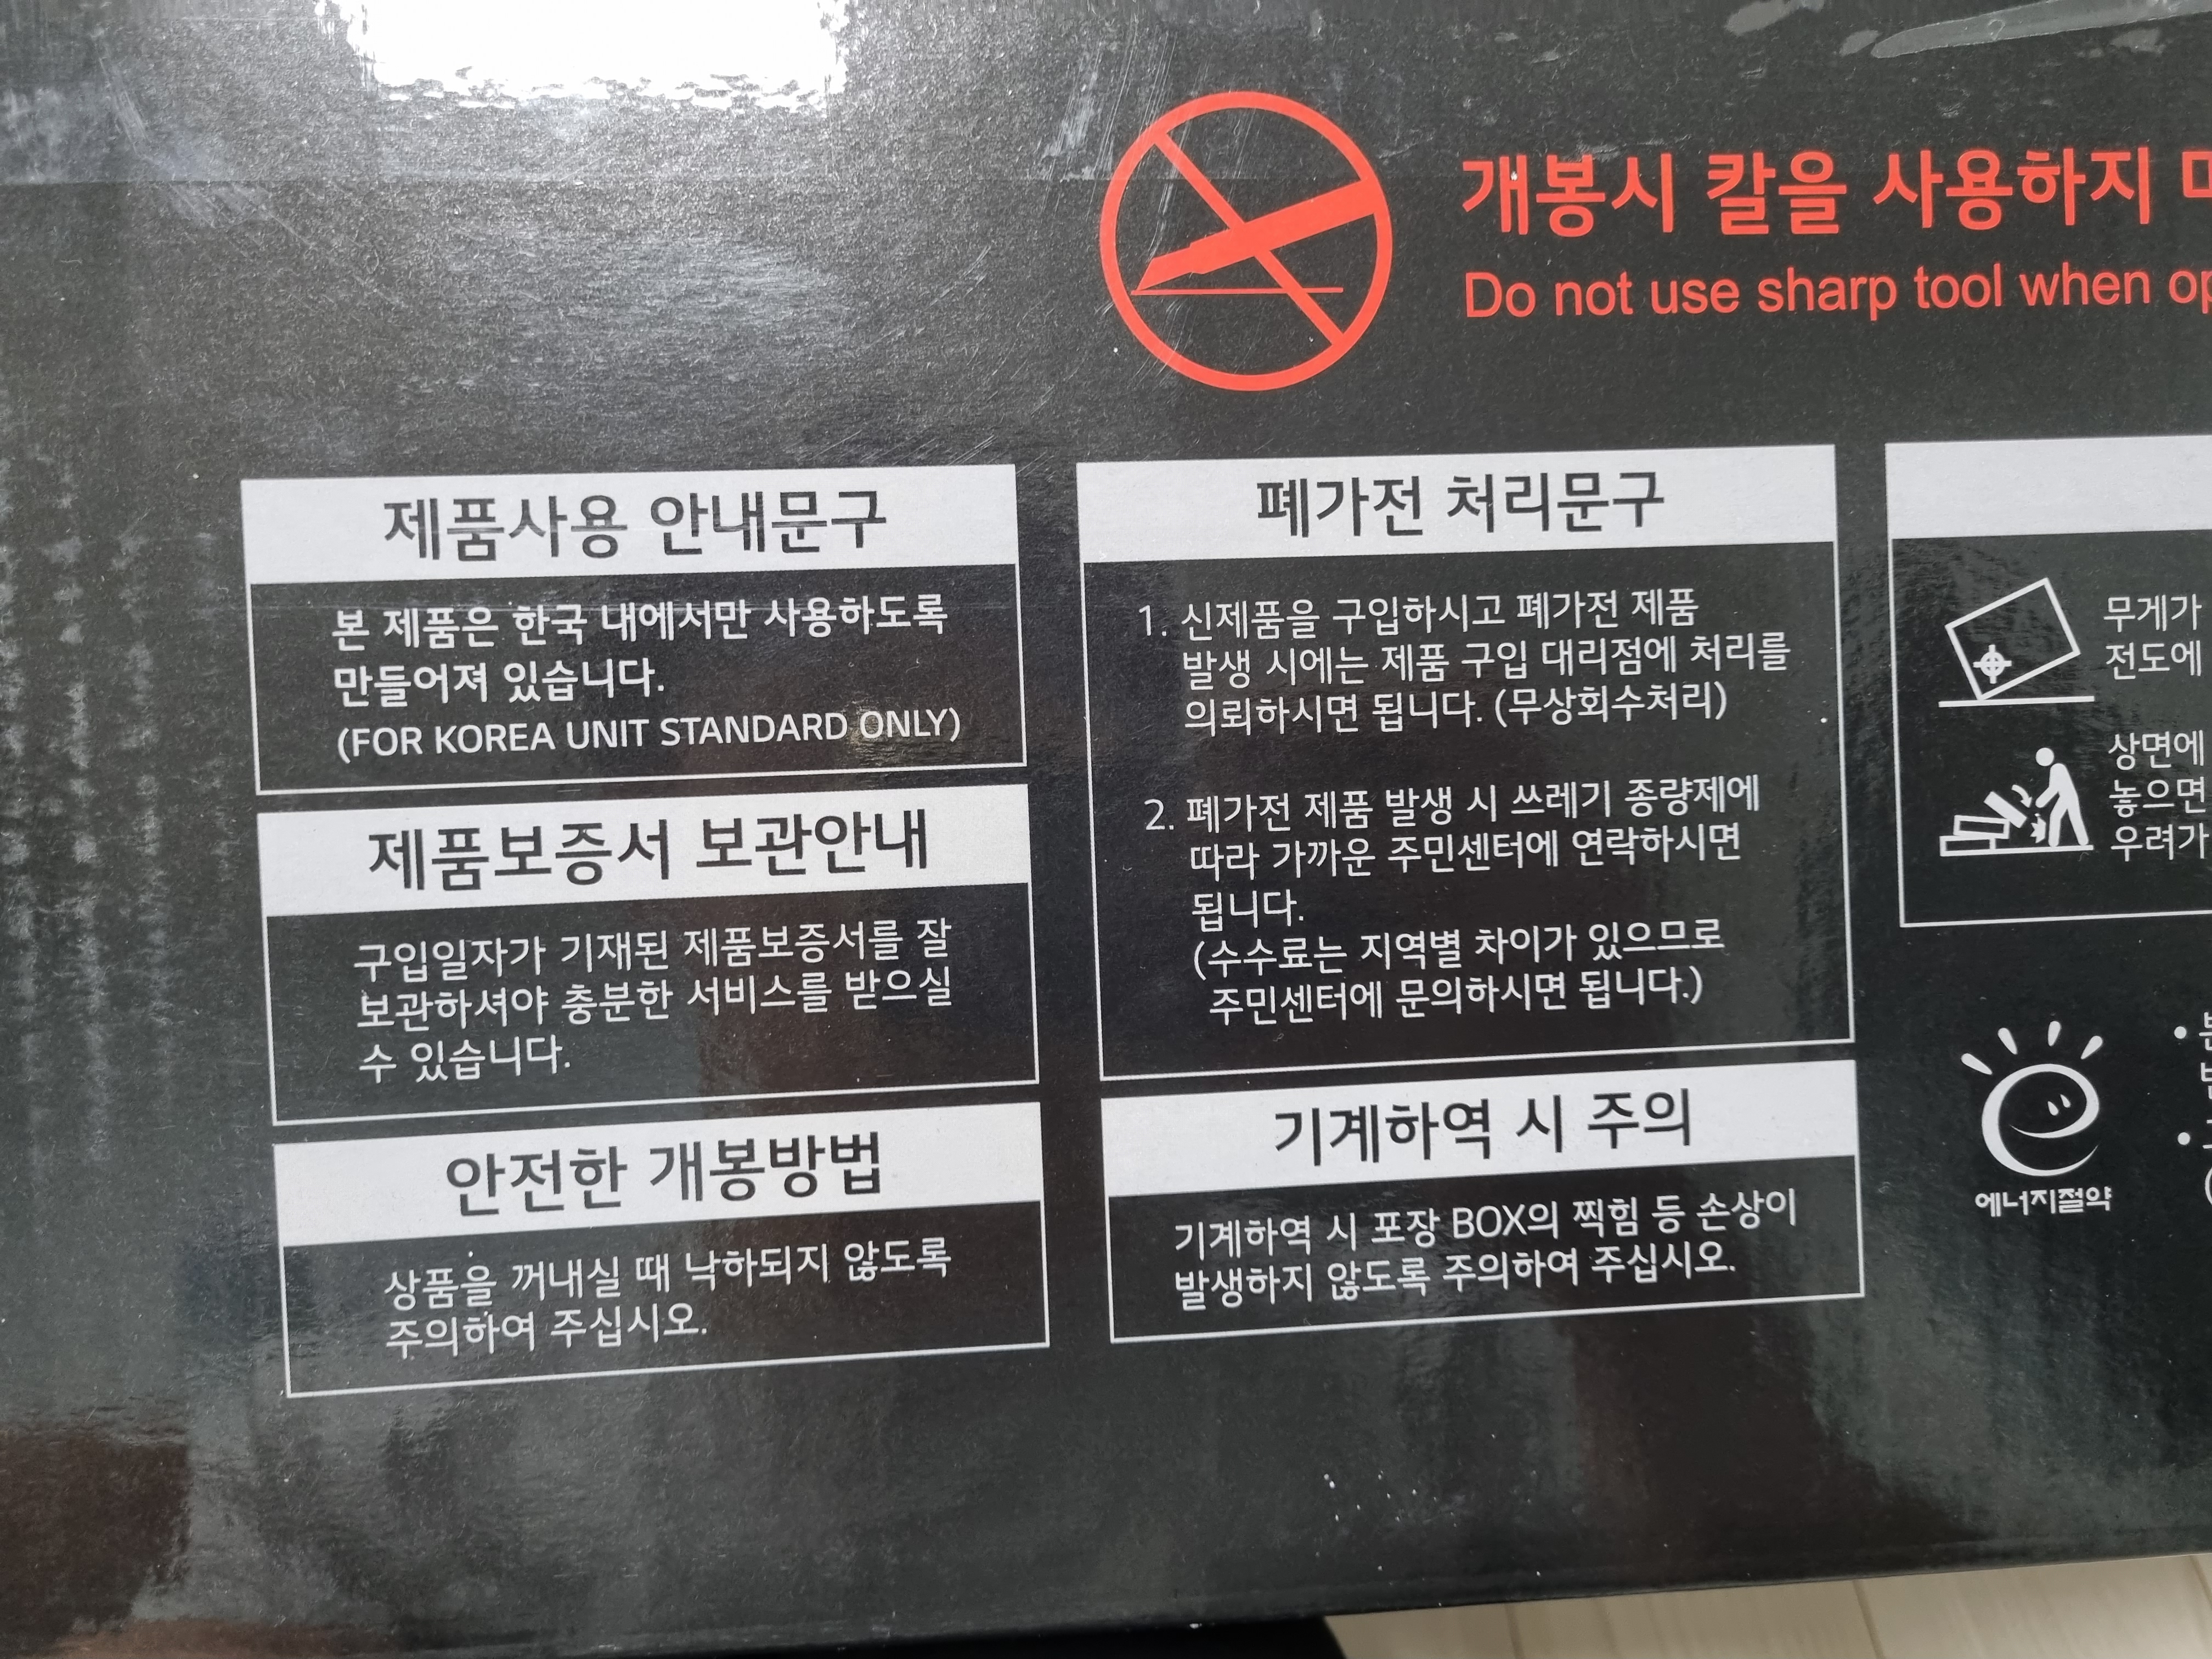 개봉시 칼을 사용하지
Do not use sharp tool when
제품사용 안내문구
본 제품은 한국 내에서만 사용하도록
만들어져 있습니다.
(FOR KOREA UNIT STANDARD ONLY)
제품보증서 보관안내
구입일자가 기재된 제품보증서를 잘
보관하셔야 충분한 서비스를 받으실
수 있습니다.
안전한 개봉방법
상품을 꺼내실 때 낙하되지 않도록
주의하여 주십시오.
폐가전 처리문구
1. 신제품을 구입하시고 폐가전 제품
발생 시에는 제품 구입 대리점에 처리를
의뢰하시면 됩니다. (무상회수처리)
2. 폐가전 제품 발생 시 쓰레기 종량제에
따라 가까운 주민센터에 연락하시면
됩니다.
(수수료는 지역별 차이가 있으므로
주민센터에 문의하시면 됩니다.)
기계하역 시 주의
기계하역 시 포장 BOX의 찍힘 등 손상이
발생하지 않도록 주의하여 주십시오.
무게가
전도에
상면에
놓으면
우려가
에너지절약